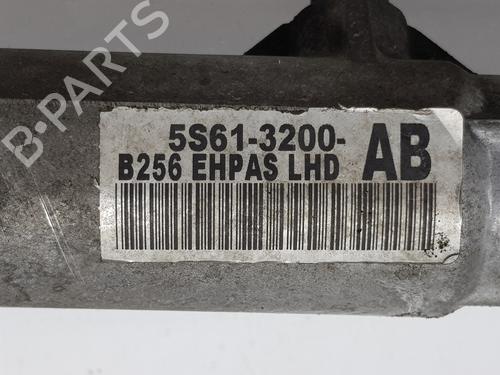 B-PARTS
5S61-3200-
B256 EHPAS LHD AB